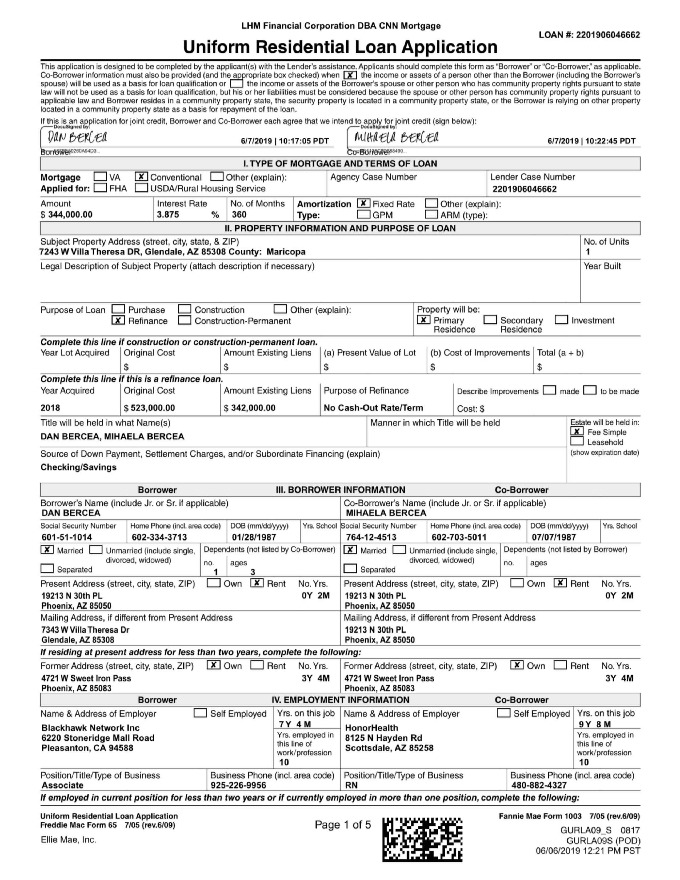 LHM Financial Corporation DBA CNN Mortgage
LOAN #: 2201906046662
Uniform Residential Loan Application
This application is designed to be completed by the applicant(s) with the Lender's assistance. Applicants should complete this form as "Borrower" or "Co-Borrower," as applicable.
Co-Borrower information must also be provided (and the appropriate box checked) when X the income or assets of a person other than the Borrower (including the Borrower's
spouse) will be used as a basis for loan qualification or the income or assets of the Borrower's spouse or other person who has community property rights pursuant to state
law will not be used as a basis for loan qualification, but his or her liabilities must be considered because the spouse or other person has community property rights pursuant to
applicable law and Borrower resides in a community property state, the security property is located in a community property state, or the Borrower is relying on other property
located in a community property state as a basis for repayment of the loan.
If this is an application for joint credit, Borrower and Co-Borrower each agree that we intend to apply for joint credit (sign below):
DocuSigned by: DocuSigned by:
DAN BERCEA 6/7/2019 | 10:17:05 PDT MIHAELA BERCEA 6/7/2019 | 10:22:45 PDT
Borrower Co-Borrower
I. TYPE OF MORTGAGE AND TERMS OF LOAN
Mortgage VA X Conventional Other (explain): Agency Case Number Lender Case Number
Applied for: FHA USDA/Rural Housing Service 2201906046662
Amount Interest Rate No. of Months Amortization X Fixed Rate Other (explain):
$ 344,000.00 3.875 % 360 Type: GPM ARM (type):
II. PROPERTY INFORMATION AND PURPOSE OF LOAN
Subject Property Address (street, city, state, & ZIP) No. of Units
7243 W Villa Theresa DR, Glendale, AZ 85308 County: Maricopa 1
Legal Description of Subject Property (attach description if necessary) Year Built
Purpose of Loan Purchase Construction Other (explain): Property will be:
X Refinance Construction-Permanent X Primary Residence Secondary Residence Investment
Complete this line if construction or construction-permanent loan.
Year Lot Acquired Original Cost Amount Existing Liens (a) Present Value of Lot (b) Cost of Improvements Total (a + b)
$ $ $ $ $
Complete this line if this is a refinance loan.
Year Acquired Original Cost Amount Existing Liens Purpose of Refinance Describe Improvements made to be made
2018 $ 523,000.00 $ 342,000.00 No Cash-Out Rate/Term Cost: $
Title will be held in what Name(s) Manner in which Title will be held Estate will be held in:
DAN BERCEA, MIHAELA BERCEA X Fee Simple
Leasehold
(show expiration date)
Source of Down Payment, Settlement Charges, and/or Subordinate Financing (explain)
Checking/Savings
Borrower III. BORROWER INFORMATION Co-Borrower
Borrower's Name (include Jr. or Sr. if applicable) Co-Borrower's Name (include Jr. or Sr. if applicable)
DAN BERCEA MIHAELA BERCEA
Social Security Number Home Phone (incl. area code) DOB (mm/dd/yyyy) Yrs. School Social Security Number Home Phone (incl. area code) DOB (mm/dd/yyyy) Yrs. School
601-51-1014 602-334-3713 01/28/1987 764-12-4513 602-703-5011 07/07/1987
X Married Unmarried (include single, divorced, widowed) Dependents (not listed by Co-Borrower) X Married Unmarried (include single, divorced, widowed) Dependents (not listed by Borrower)
Separated no. 1 ages 3 Separated no. ages
Present Address (street, city, state, ZIP) Own X Rent No. Yrs. Present Address (street, city, state, ZIP) Own X Rent No. Yrs.
19213 N 30th PL 0Y 2M 19213 N 30th PL 0Y 2M
Phoenix, AZ 85050 Phoenix, AZ 85050
Mailing Address, if different from Present Address Mailing Address, if different from Present Address
7343 W Villa Theresa Dr 19213 N 30th PL
Glendale, AZ 85308 Phoenix, AZ 85050
If residing at present address for less than two years, complete the following:
Former Address (street, city, state, ZIP) X Own Rent No. Yrs. Former Address (street, city, state, ZIP) X Own Rent No. Yrs.
4721 W Sweet Iron Pass 3Y 4M 4721 W Sweet Iron Pass 3Y 4M
Phoenix, AZ 85083 Phoenix, AZ 85083
Borrower IV. EMPLOYMENT INFORMATION Co-Borrower
Name & Address of Employer Self Employed Yrs. on this job Name & Address of Employer Self Employed Yrs. on this job
7 Y 4 M 9 Y 8 M
Blackhawk Network Inc Yrs. employed in this line of work/profession HonorHealth Yrs. employed in this line of work/profession
6220 Stoneridge Mall Road 8125 N Hayden Rd
Pleasanton, CA 94588 10 Scottsdale, AZ 85258 10
Position/Title/Type of Business Business Phone (incl. area code) Position/Title/Type of Business Business Phone (incl. area code)
Associate 925-226-9956 RN 480-882-4327
If employed in current position for less than two years or if currently employed in more than one position, complete the following:
Uniform Residential Loan Application Fannie Mae Form 1003 7/05 (rev.6/09)
Freddie Mac Form 65 7/05 (rev.6/09)
Page 1 of 5
Ellie Mae, Inc.
GURLA09_S 0817
GURLA09S (POD)
06/06/2019 12:21 PM PST